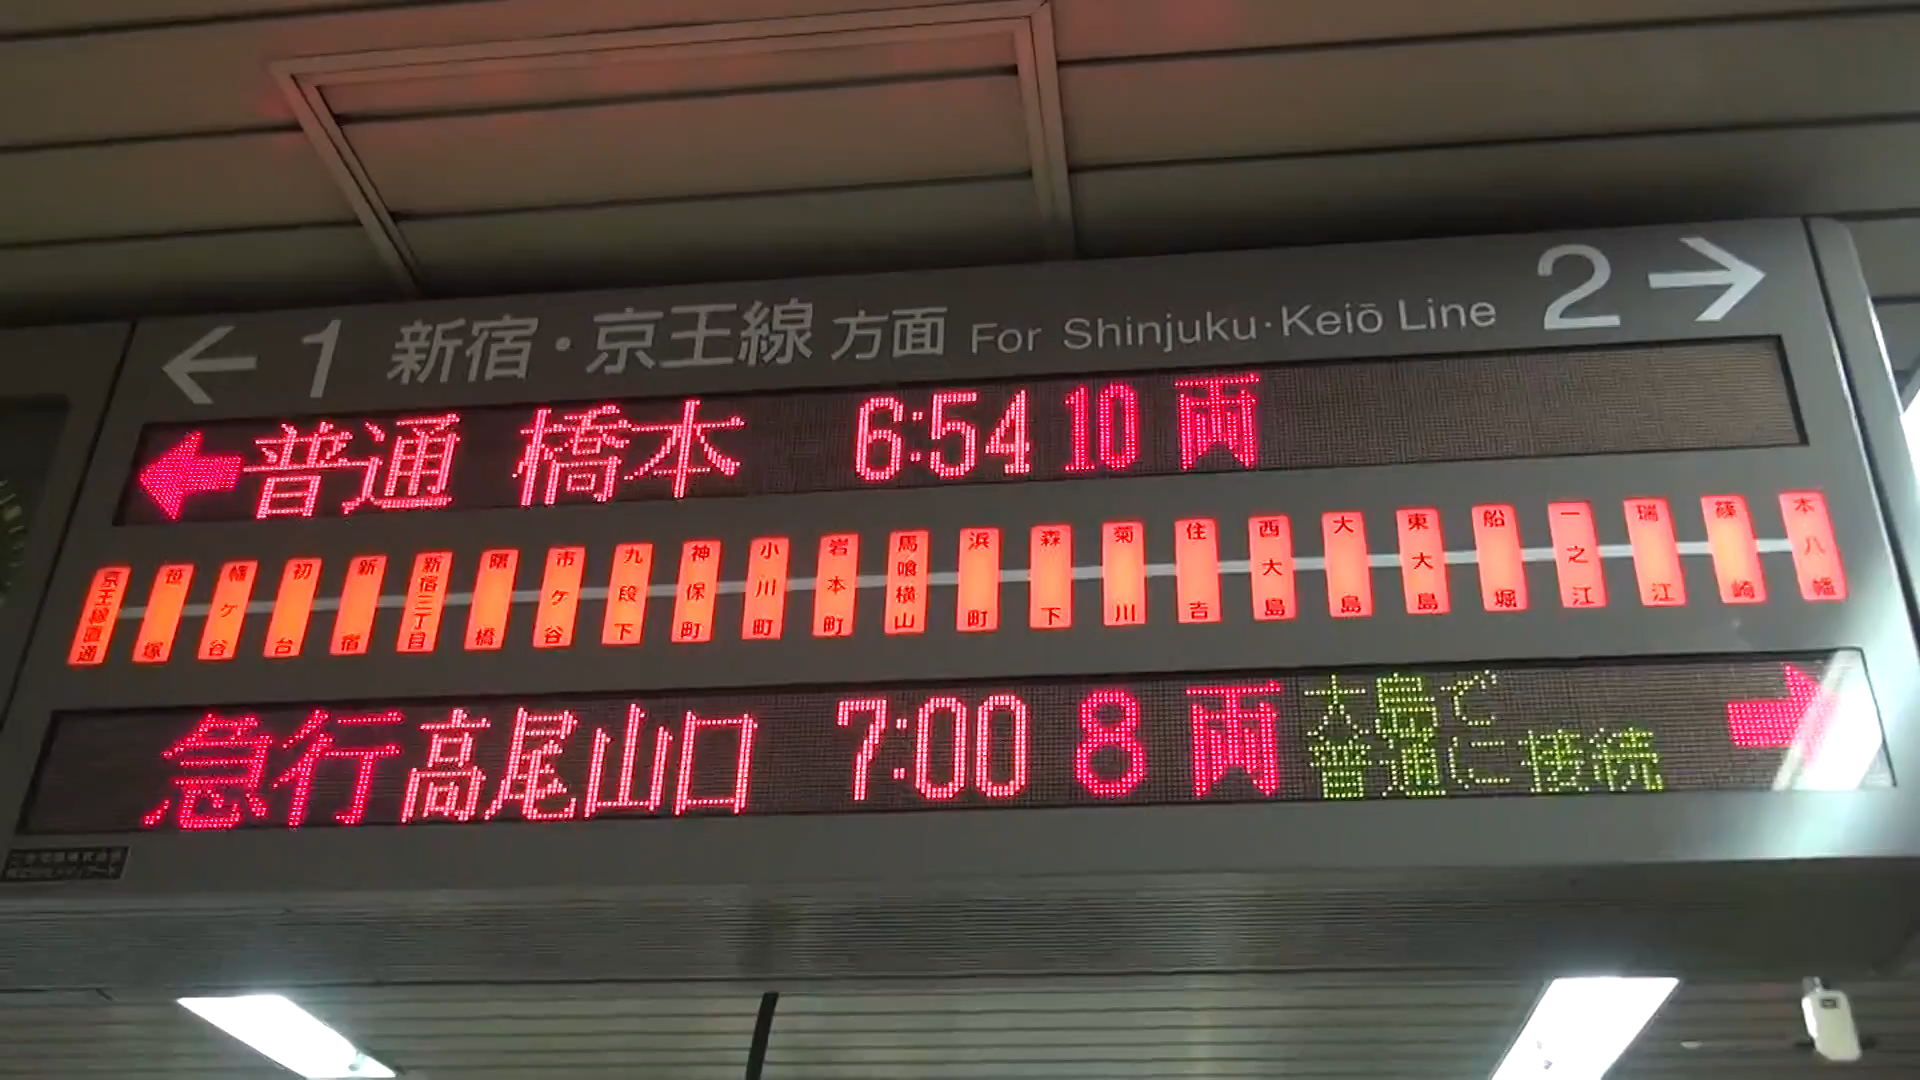 ← 1 新宿・京王線 方面 For Shinjuku・Keiō Line 2 →
← 普通 橋本 6:54 10 両
京王線直通 笹塚 幡ヶ谷 初台 新宿 新宿三丁目 曙橋 市ヶ谷 九段下 神保町 小川町 岩本町 馬喰横山 浜町 森下 菊川 住吉 西大島 大島 東大島 船堀 一之江 瑞江 篠崎 本八幡
急行 高尾山口 7:00 8 両 大島で
普通に接続 →